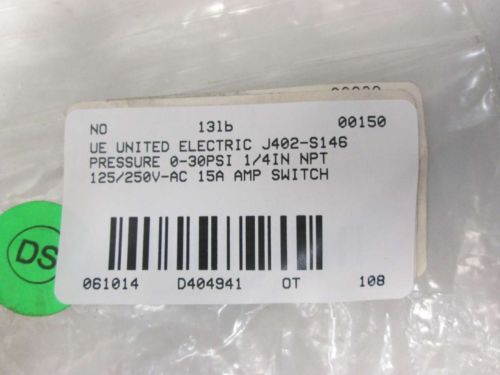 NO 13lb 00150
UE UNITED ELECTRIC J402-S146
PRESSURE 0-30PSI 1/4IN NPT
125/250V-AC 15A AMP SWITCH
061014 D404941 OT 108
DS